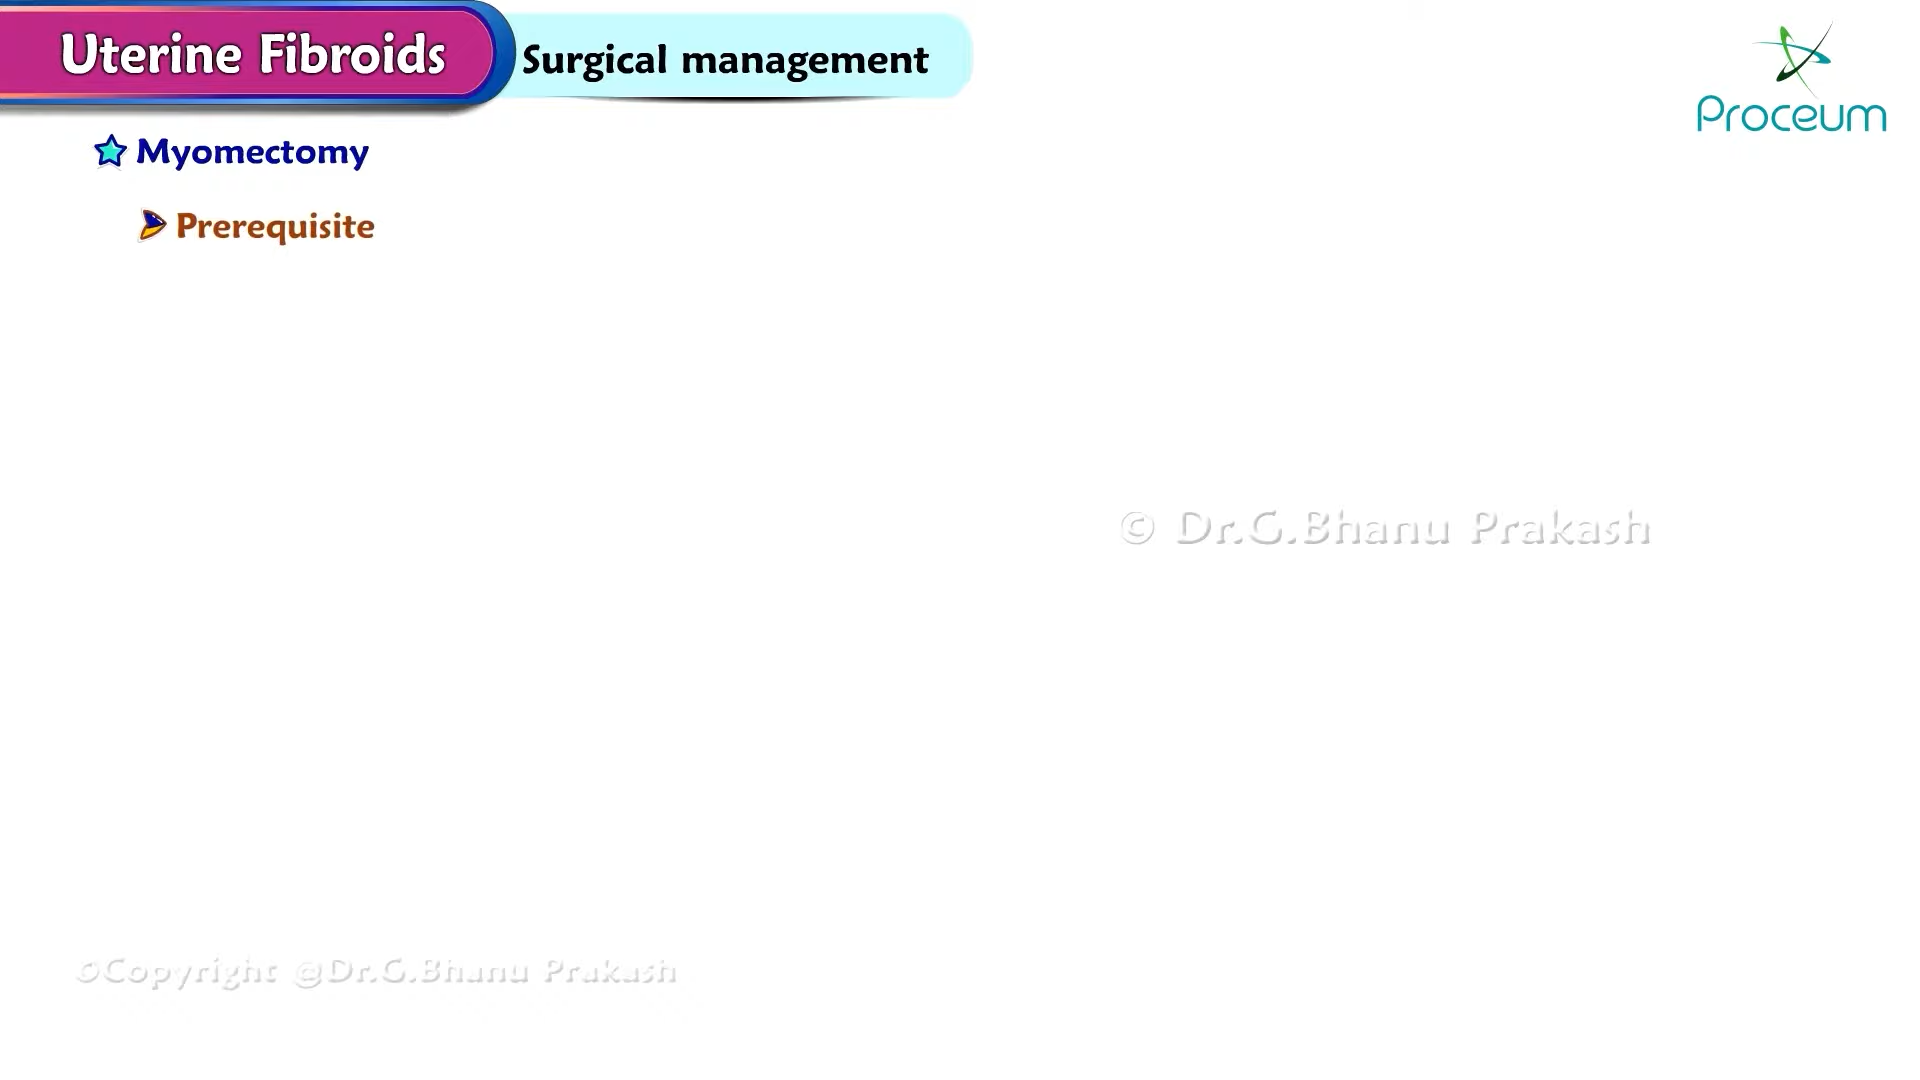 Uterine Fibroids
Surgical management
Proceum
Myomectomy
Prerequisite
© Dr.G.Bhanu Prakash
©Copyright @Dr.G.Bhanu Prakash